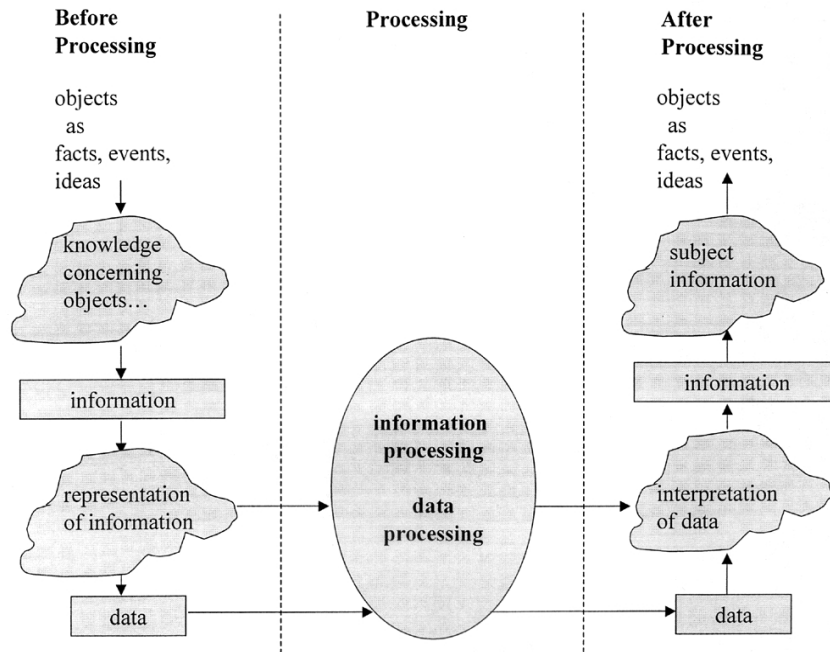 Before
Processing
objects
as
facts, events,
ideas
knowledge
concerning
objects…
information
representation
of information
data
Processing
information
processing
data
processing
After
Processing
objects
as
facts, events,
ideas
subject
information
information
interpretation
of data
data